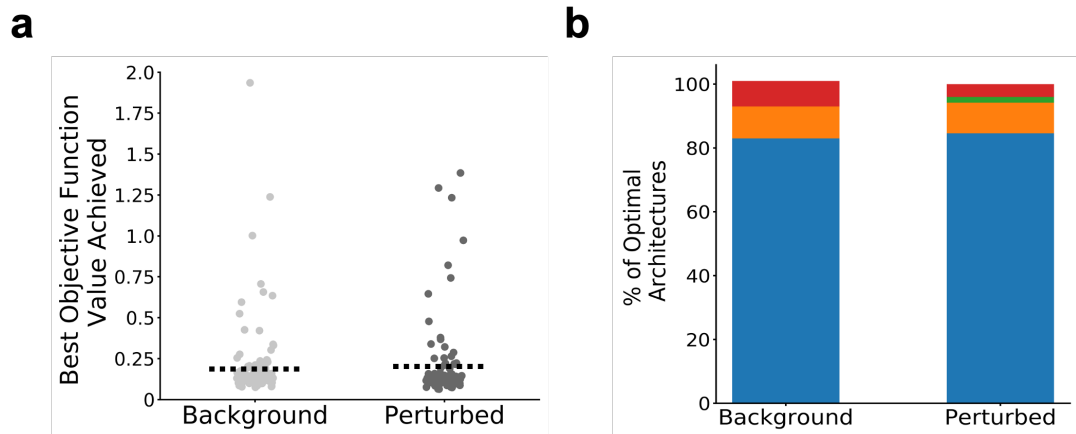 a
b
Best Objective Function
Value Achieved
2.0
1.75
1.5
1.25
1.0
0.75
0.5
0.25
0
Background
Perturbed
% of Optimal
Architectures
100
80
60
40
20
0
Background
Perturbed